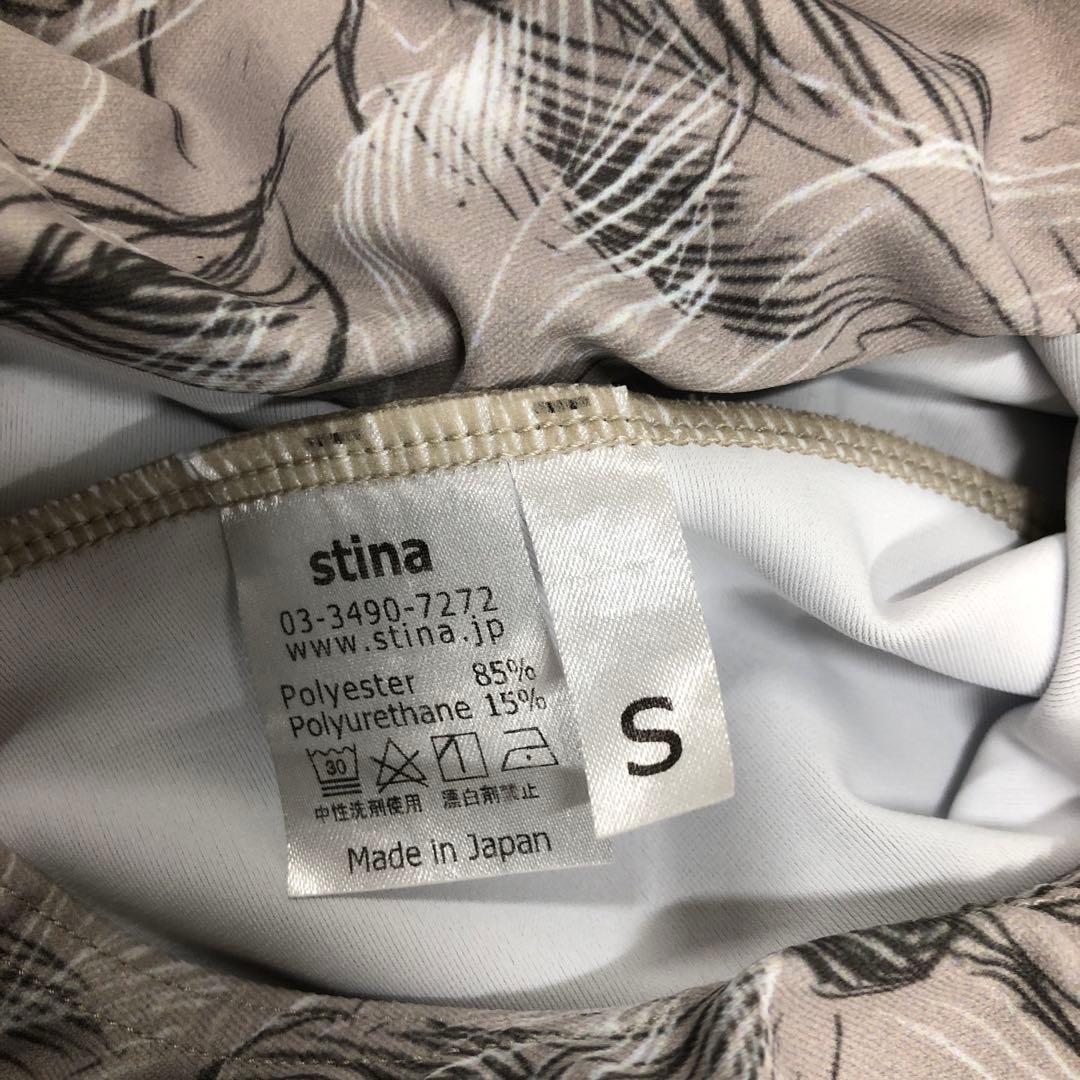 stina
03-3490-7272
www.stina.jp
Polyester 85%
Polyurethane 15%
30
中性洗剤使用 漂白剤禁止
Made in Japan
S